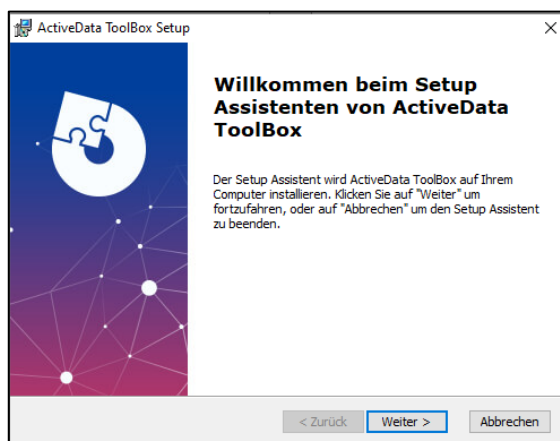 ActiveData ToolBox Setup
Willkommen beim Setup
Assistenten von ActiveData
ToolBox
Der Setup Assistent wird ActiveData ToolBox auf Ihrem
Computer installieren. Klicken Sie auf "Weiter" um
fortzufahren, oder auf "Abbrechen" um den Setup Assistent
zu beenden.
< Zurück Weiter > Abbrechen